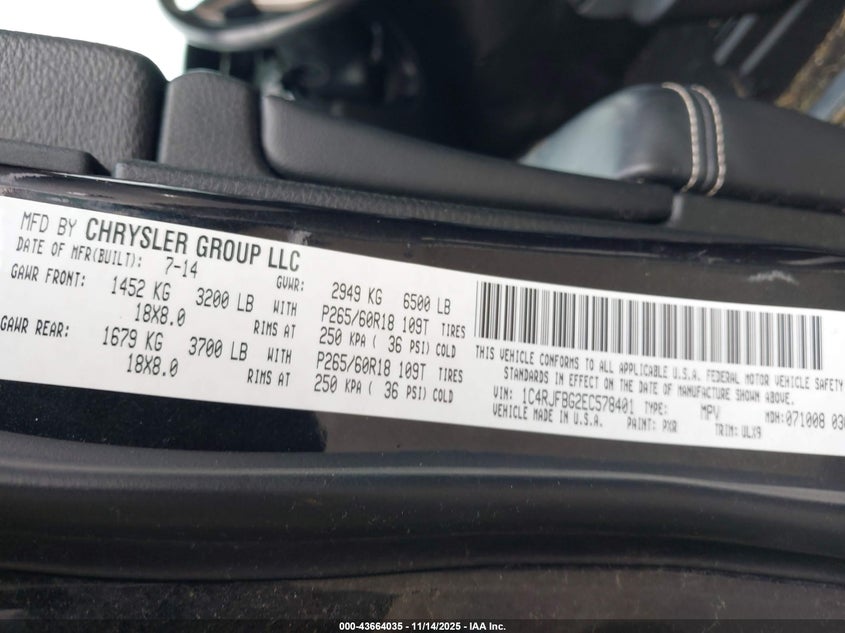 MFD BY CHRYSLER GROUP LLC
DATE OF MFR(BUILT): 7-14 GVWR: 2949 KG 6500 LB
GAWR FRONT: 1452 KG 3200 LB WITH P265/60R18 109T TIRES
18X8.0 RIMS AT 250 KPA ( 36 PSI) COLD
GAWR REAR: 1679 KG 3700 LB WITH P265/60R18 109T TIRES
18X8.0 RIMS AT 250 KPA ( 36 PSI) COLD
THIS VEHICLE CONFORMS TO ALL APPLICABLE U.S.A. FEDERAL MOTOR VEHICLE SAFETY
STANDARDS IN EFFECT ON THE DATE OF MANUFACTURE SHOWN ABOVE.
VIN: 1C4RJFBG2EC578401 TYPE: MPV MDH:071008 030
VEHICLE MADE IN U.S.A. PAINT: PXR TRIM: ULX9
000-43664035 — 11/14/2025 — IAA Inc.